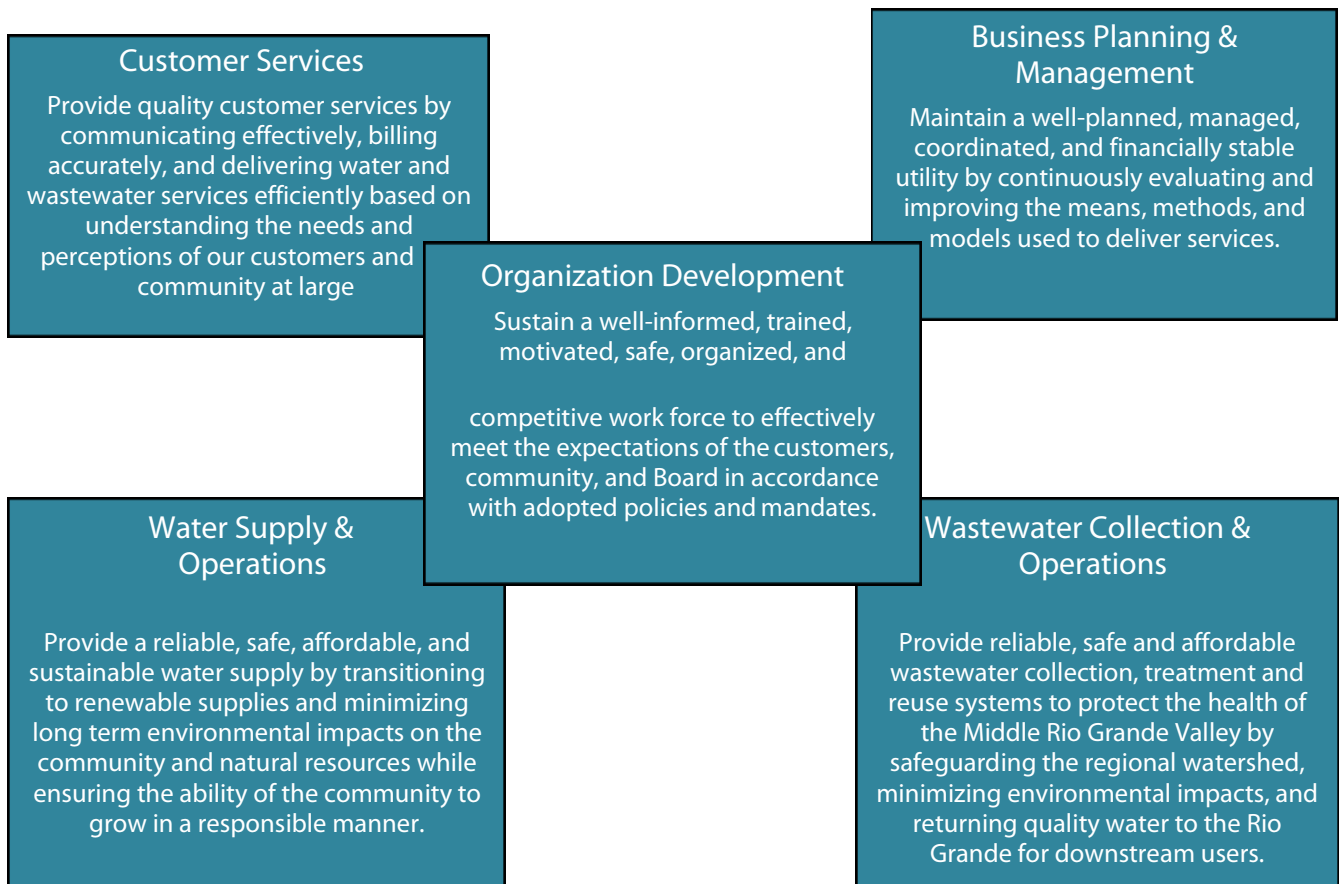 Customer Services
Provide quality customer services by
communicating effectively, billing
accurately, and delivering water and
wastewater services efficiently based on
understanding the needs and
perceptions of our customers and
community at large
Business Planning &
Management
Maintain a well-planned, managed,
coordinated, and financially stable
utility by continuously evaluating and
improving the means, methods, and
models used to deliver services.
Organization Development
Sustain a well-informed, trained,
motivated, safe, organized, and
competitive work force to effectively
meet the expectations of the customers,
community, and Board in accordance
with adopted policies and mandates.
Water Supply &
Operations
Provide a reliable, safe, affordable, and
sustainable water supply by transitioning
to renewable supplies and minimizing
long term environmental impacts on the
community and natural resources while
ensuring the ability of the community to
grow in a responsible manner.
Wastewater Collection &
Operations
Provide reliable, safe and affordable
wastewater collection, treatment and
reuse systems to protect the health of
the Middle Rio Grande Valley by
safeguarding the regional watershed,
minimizing environmental impacts, and
returning quality water to the Rio
Grande for downstream users.